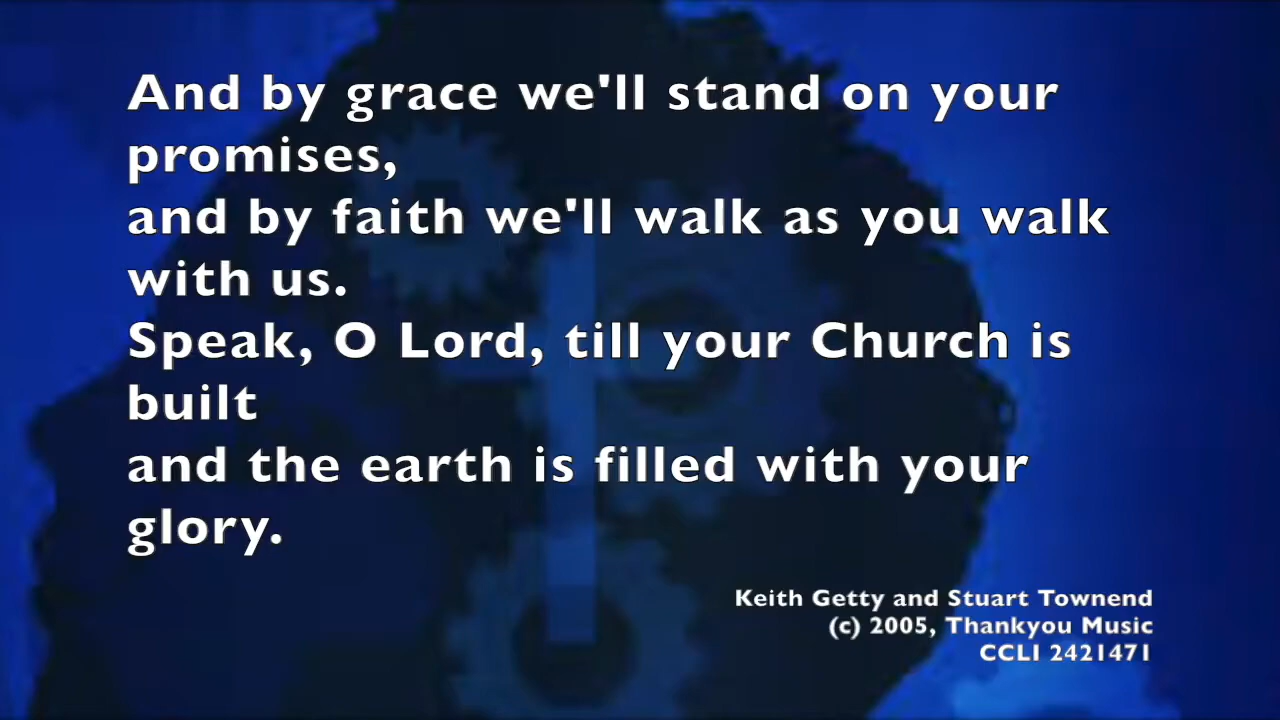 And by grace we'll stand on your
promises,
and by faith we'll walk as you walk
with us.
Speak, O Lord, till your Church is
built
and the earth is filled with your
glory.
Keith Getty and Stuart Townend
(c) 2005, Thankyou Music
CCLI 2421471